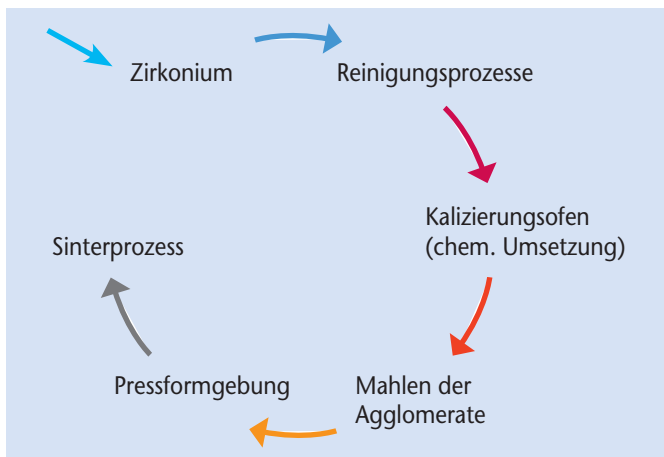 Zirkonium
Reinigungsprozesse
Kalizierungsofen
(chem. Umsetzung)
Mahlen der
Agglomerate
Pressformgebung
Sinterprozess